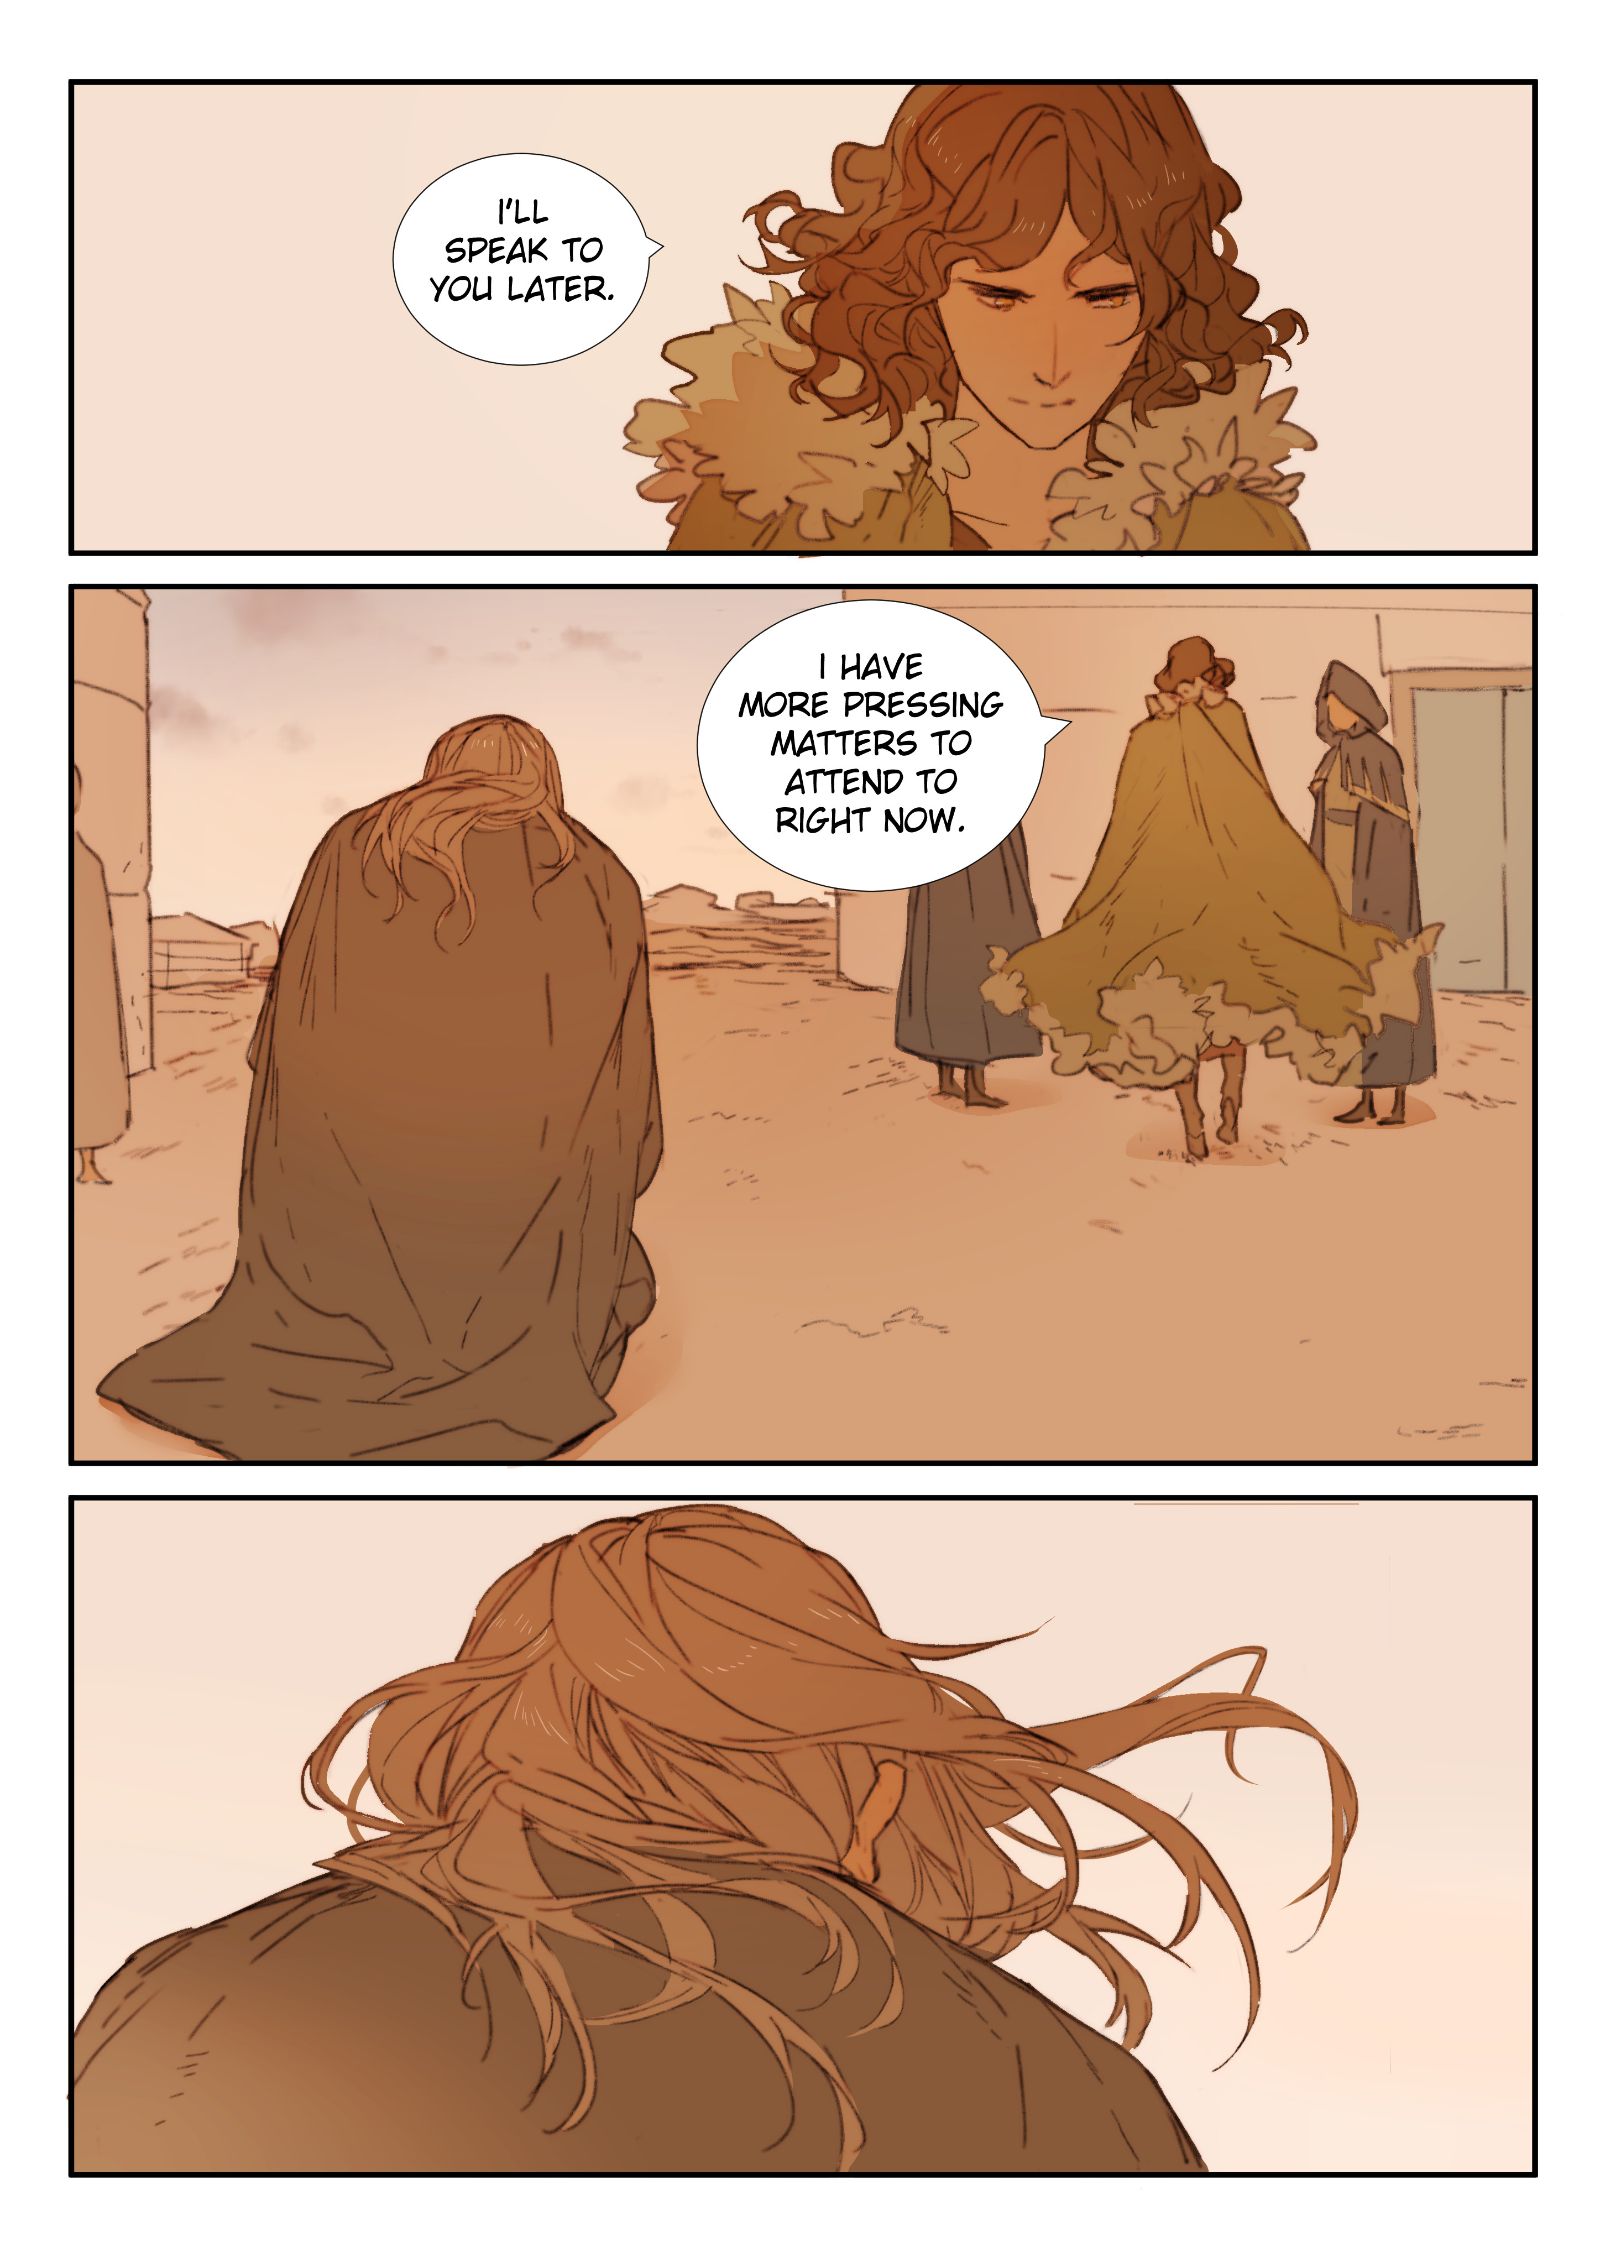 I'LL
SPEAK TO
YOU LATER.
I HAVE
MORE PRESSING
MATTERS TO
ATTEND TO
RIGHT NOW.